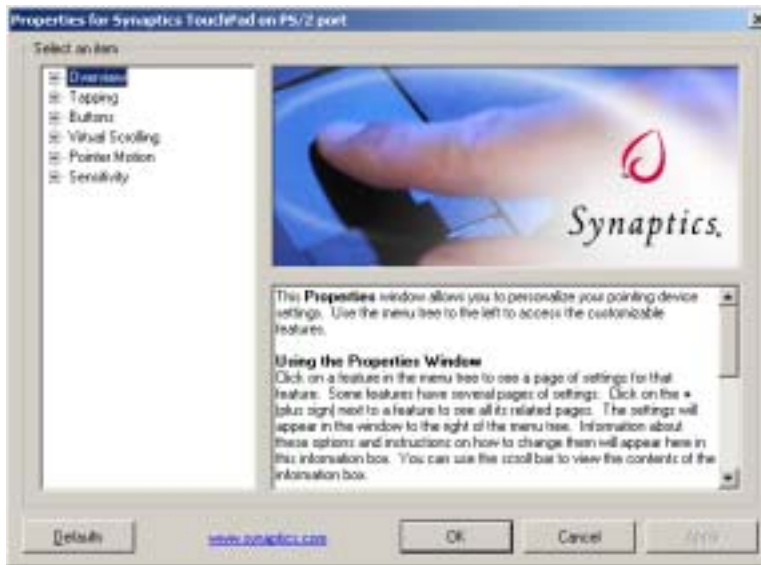 Properties for Synaptics TouchPad on PS/2 port
Select an item
Overview
Tapping
Buttons
Virtual Scrolling
Pointer Motion
Sensitivity
Synaptics.
This Properties window allows you to personalize your pointing device
settings. Use the menu tree to the left to access the customizable
features.
Using the Properties Window
Click on a feature in the menu tree to see a page of settings for that
feature. Some features have several pages of settings. Click on the +
(plus sign) next to a feature to see all its related pages. The settings will
appear in the window to the right of the menu tree. Information about
these options and instructions on how to change them will appear here in
this information box. You can use the scroll bar to view the contents of the
information box.
Defaults
www.synaptics.com
OK
Cancel
Apply